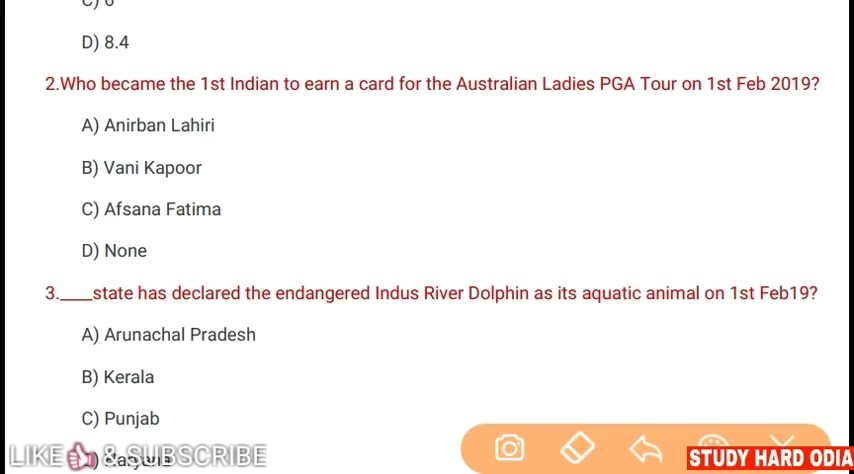 C) 6
D) 8.4
2.Who became the 1st Indian to earn a card for the Australian Ladies PGA Tour on 1st Feb 2019?
A) Anirban Lahiri
B) Vani Kapoor
C) Afsana Fatima
D) None
3.____state has declared the endangered Indus River Dolphin as its aquatic animal on 1st Feb19?
A) Arunachal Pradesh
B) Kerala
C) Punjab
D) Haryana
LIKE & SUBSCRIBE
STUDY HARD ODIA